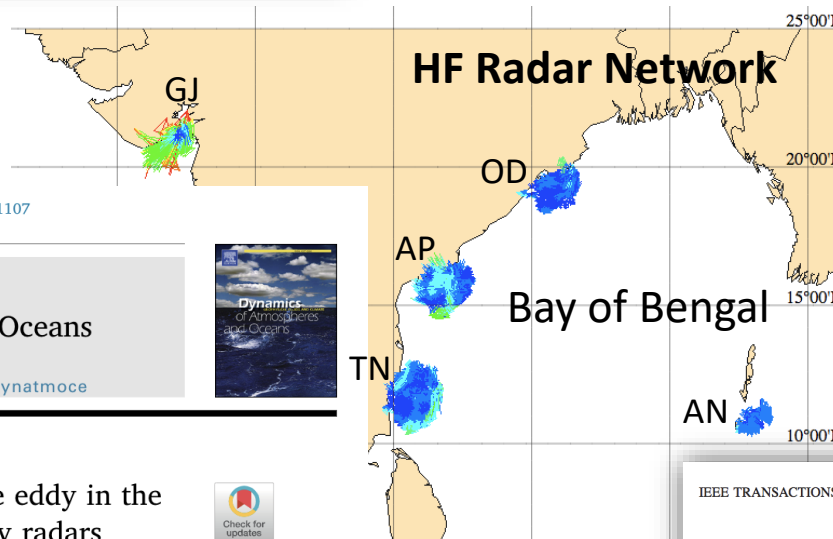 25°00'
HF Radar Network
GJ
20°00'
OD
1107
AP
Dynamics
of Atmospheres
and Oceans
Oceans
15°00'
Bay of Bengal
ynatmoce
TN
AN
10°00'
e eddy in the
y radars
Check for
updates
IEEE TRANSACTIONS